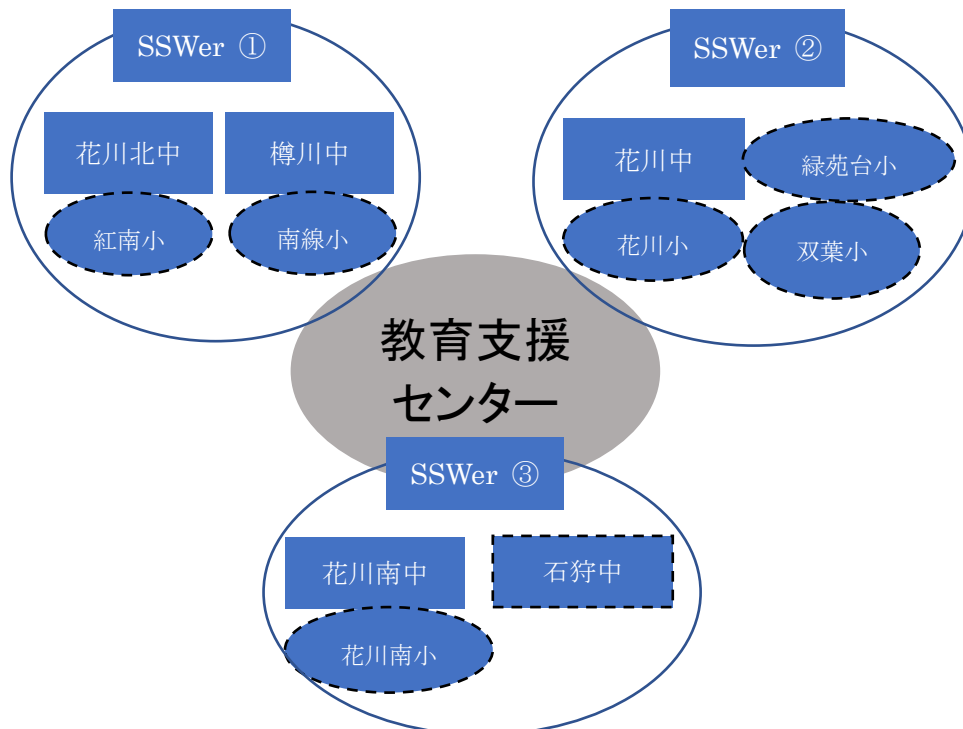 SSWer ①
花川北中
樽川中
紅南小
南線小
SSWer ②
花川中
緑苑台小
花川小
双葉小
教育支援
センター
SSWer ③
花川南中
石狩中
花川南小